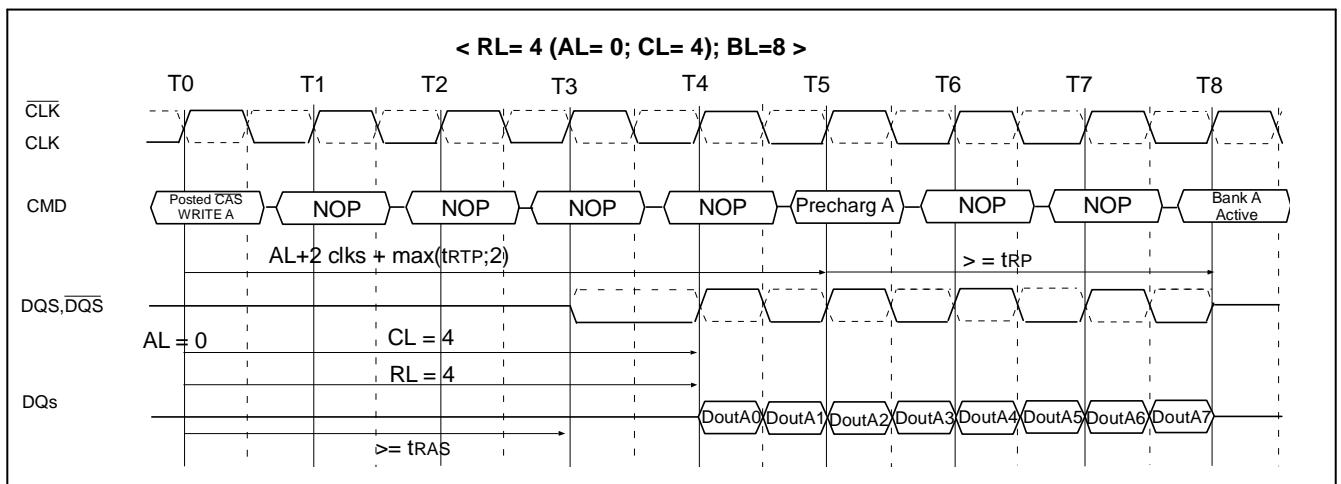 < RL= 4 (AL= 0; CL= 4); BL=8 >
T0 T1 T2 T3 T4 T5 T6 T7 T8
CLK
CLK
CMD
Posted CAS
WRITE A
NOP NOP NOP NOP Precharg A NOP NOP
Bank A
Active
AL+2 clks + max(tRTP;2) > = tRP
DQS,DQS
AL = 0 CL = 4
RL = 4
DQs
DoutA0 DoutA1 DoutA2 DoutA3 DoutA4 DoutA5 DoutA6 DoutA7
>= tRAS